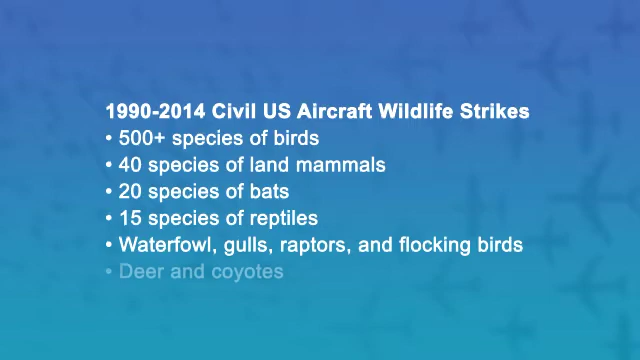 1990-2014 Civil US Aircraft Wildlife Strikes
• 500+ species of birds
• 40 species of land mammals
• 20 species of bats
• 15 species of reptiles
• Waterfowl, gulls, raptors, and flocking birds
• Deer and coyotes